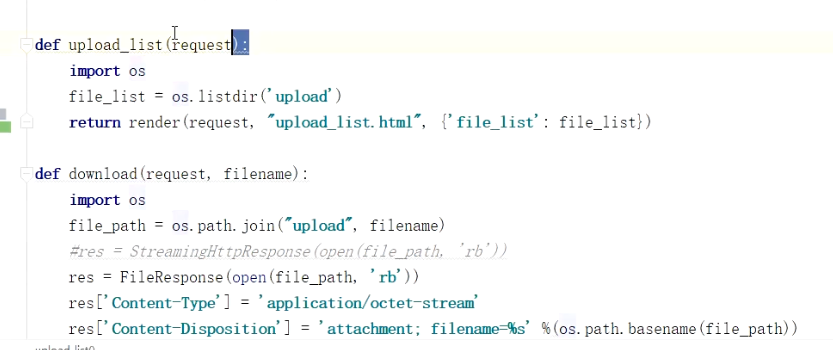 def upload_list(request):
    import os
    file_list = os.listdir('upload')
    return render(request, "upload_list.html", {'file_list': file_list})
def download(request, filename):
    import os
    file_path = os.path.join("upload", filename)
    #res = StreamingHttpResponse(open(file_path, 'rb'))
    res = FileResponse(open(file_path, 'rb'))
    res['Content-Type'] = 'application/octet-stream'
    res['Content-Disposition'] = 'attachment; filename=%s' %(os.path.basename(file_path))